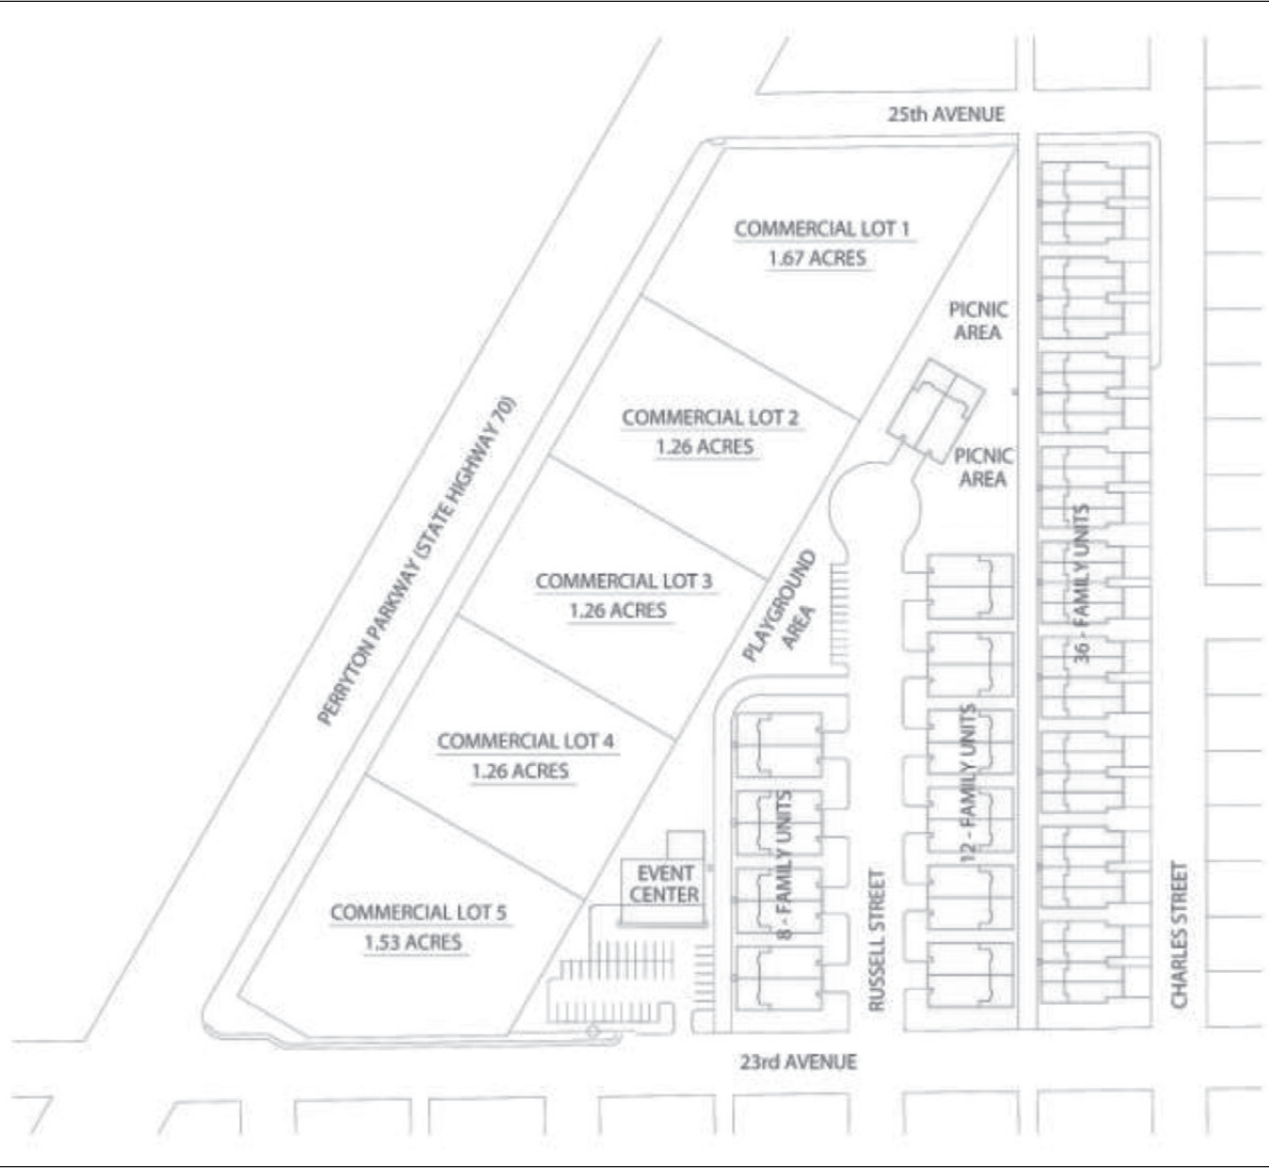 25th AVENUE
COMMERCIAL LOT 1
1.67 ACRES
PICNIC
AREA
COMMERCIAL LOT 2
1.26 ACRES
PICNIC
AREA
PERRYTON PARKWAY (STATE HIGHWAY 70)
COMMERCIAL LOT 3
1.26 ACRES
PLAYGROUND
AREA
36 - FAMILY UNITS
COMMERCIAL LOT 4
1.26 ACRES
12 - FAMILY UNITS
8 - FAMILY UNITS
EVENT
CENTER
COMMERCIAL LOT 5
1.53 ACRES
RUSSELL STREET
CHARLES STREET
23rd AVENUE